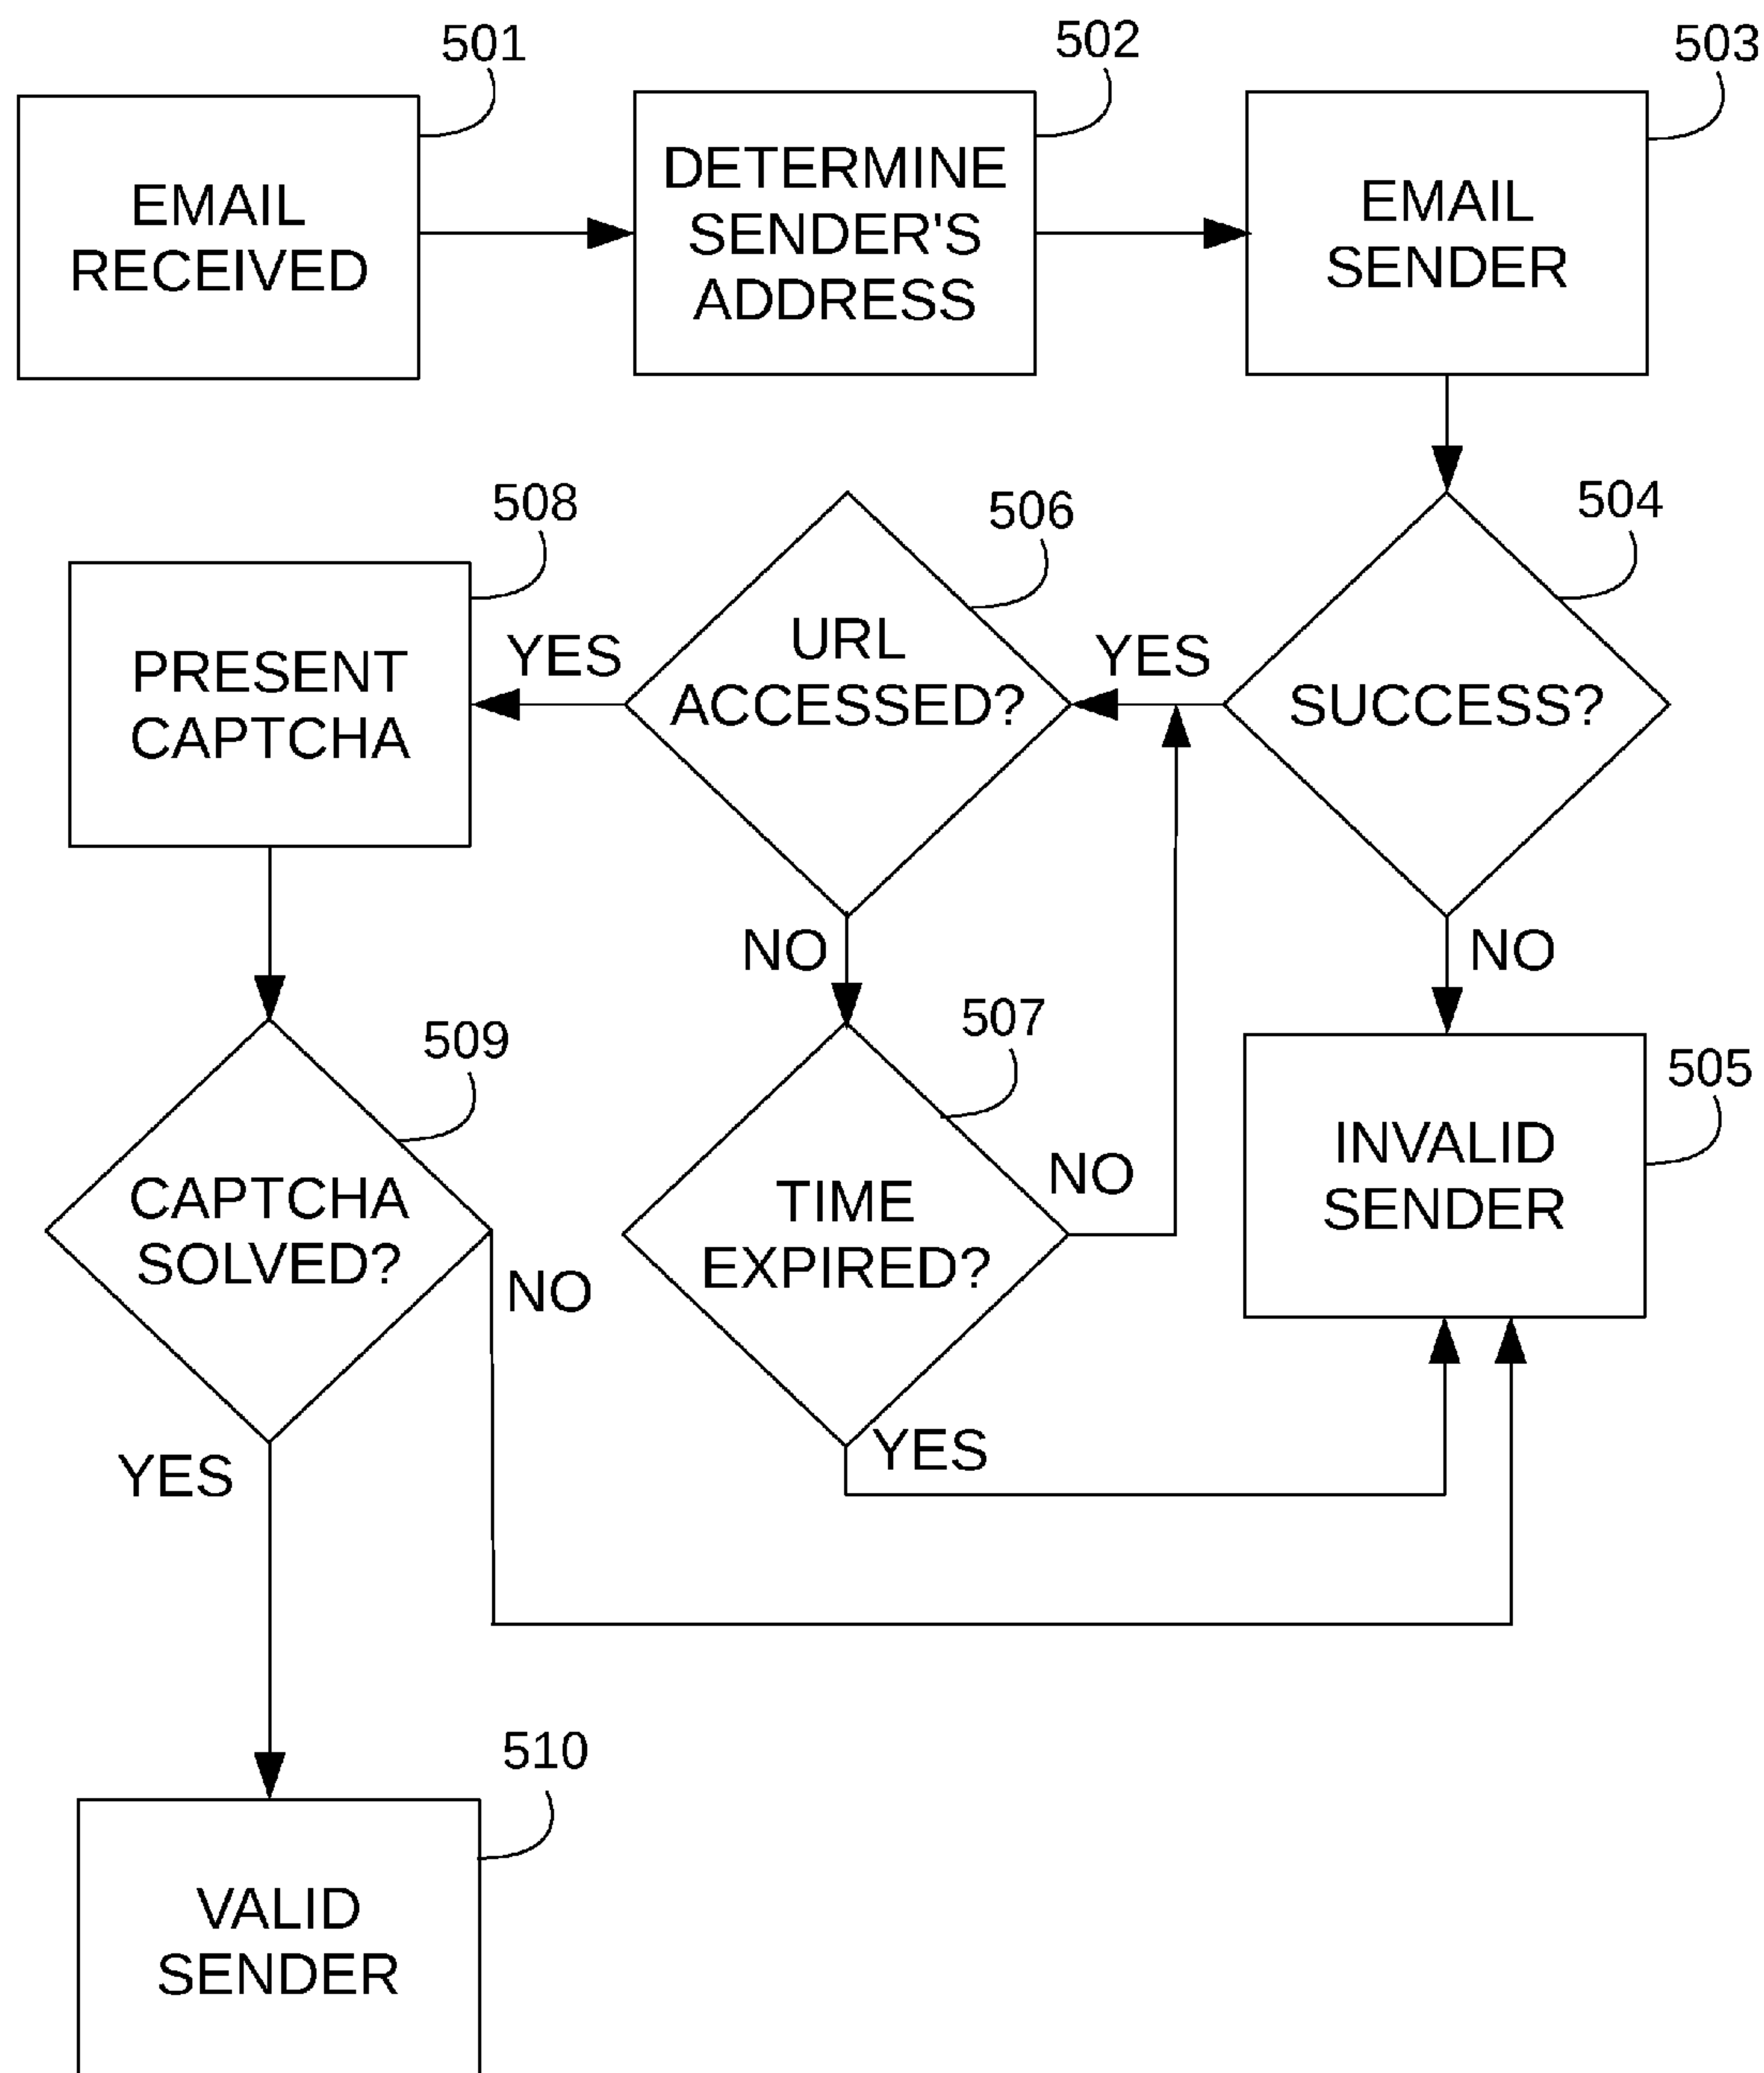 501
502
503
EMAIL
RECEIVED
DETERMINE
SENDER'S
ADDRESS
EMAIL
SENDER
508
506
504
PRESENT
CAPTCHA
YES
URL
ACCESSED?
YES
SUCCESS?
NO
NO
509
507
505
CAPTCHA
SOLVED?
NO
TIME
EXPIRED?
NO
INVALID
SENDER
YES
YES
510
VALID
SENDER